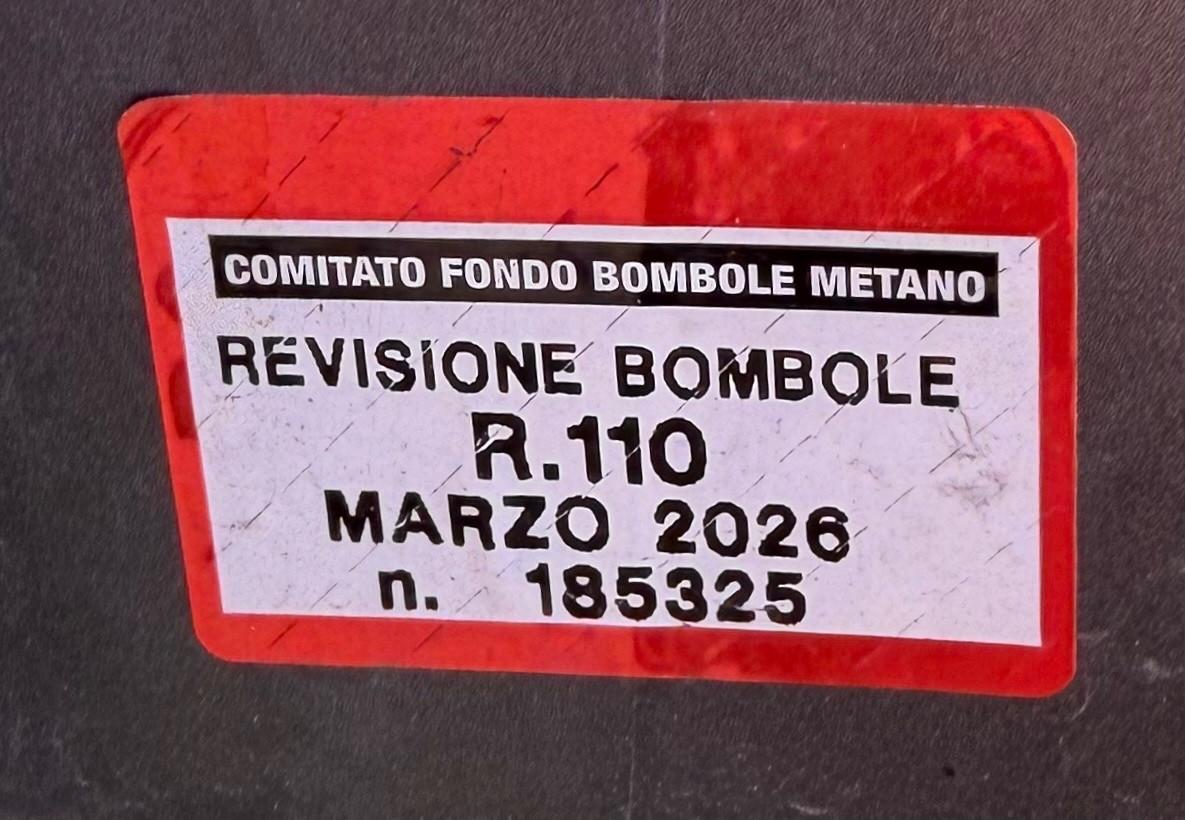 COMITATO FONDO BOMBOLE METANO
REVISIONE BOMBOLE
R.110
MARZO 2026
n. 185325